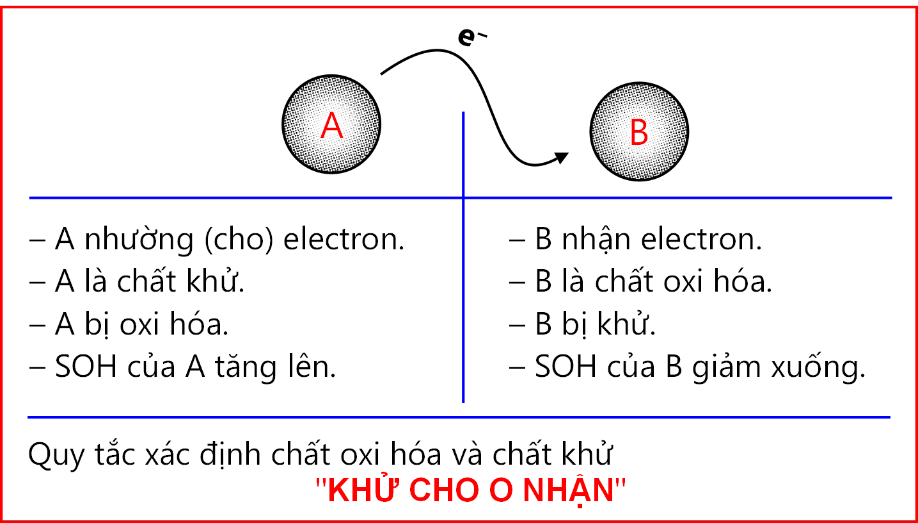 e⁻
A
B
– A nhường (cho) electron.
– A là chất khử.
– A bị oxi hóa.
– SOH của A tăng lên.
– B nhận electron.
– B là chất oxi hóa.
– B bị khử.
– SOH của B giảm xuống.
Quy tắc xác định chất oxi hóa và chất khử
"KHỬ CHO O NHẬN"